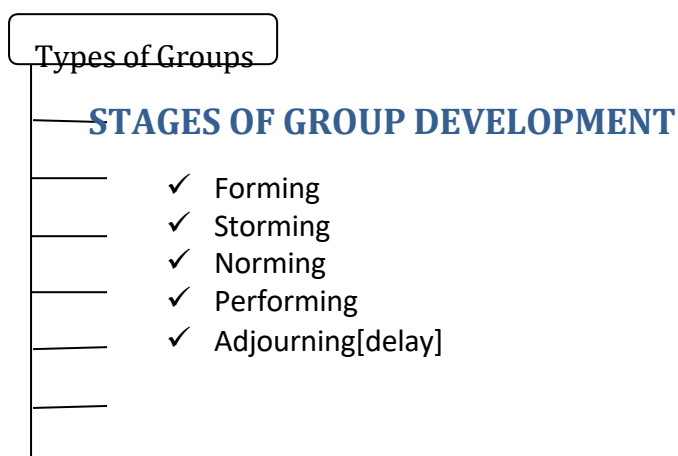 Types of Groups
STAGES OF GROUP DEVELOPMENT
✓ Forming
✓ Storming
✓ Norming
✓ Performing
✓ Adjourning[delay]